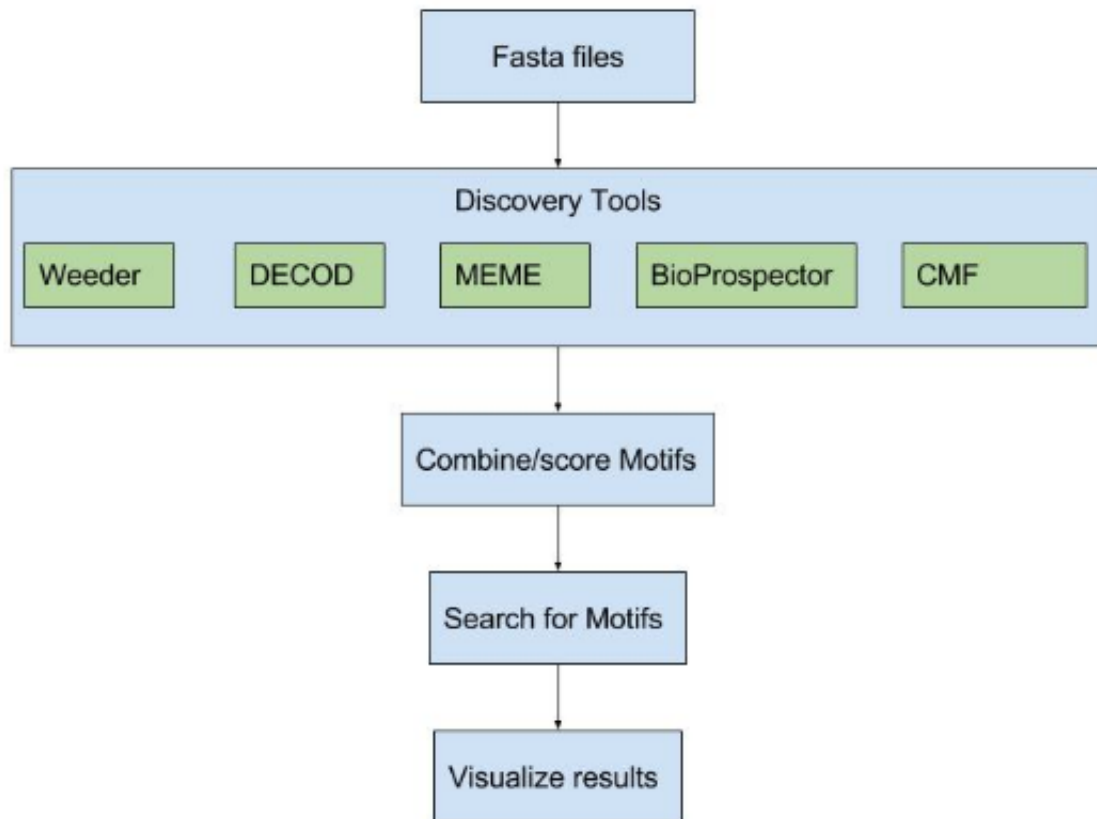 Fasta files
Discovery Tools
Weeder
DECOD
MEME
BioProspector
CMF
Combine/score Motifs
Search for Motifs
Visualize results